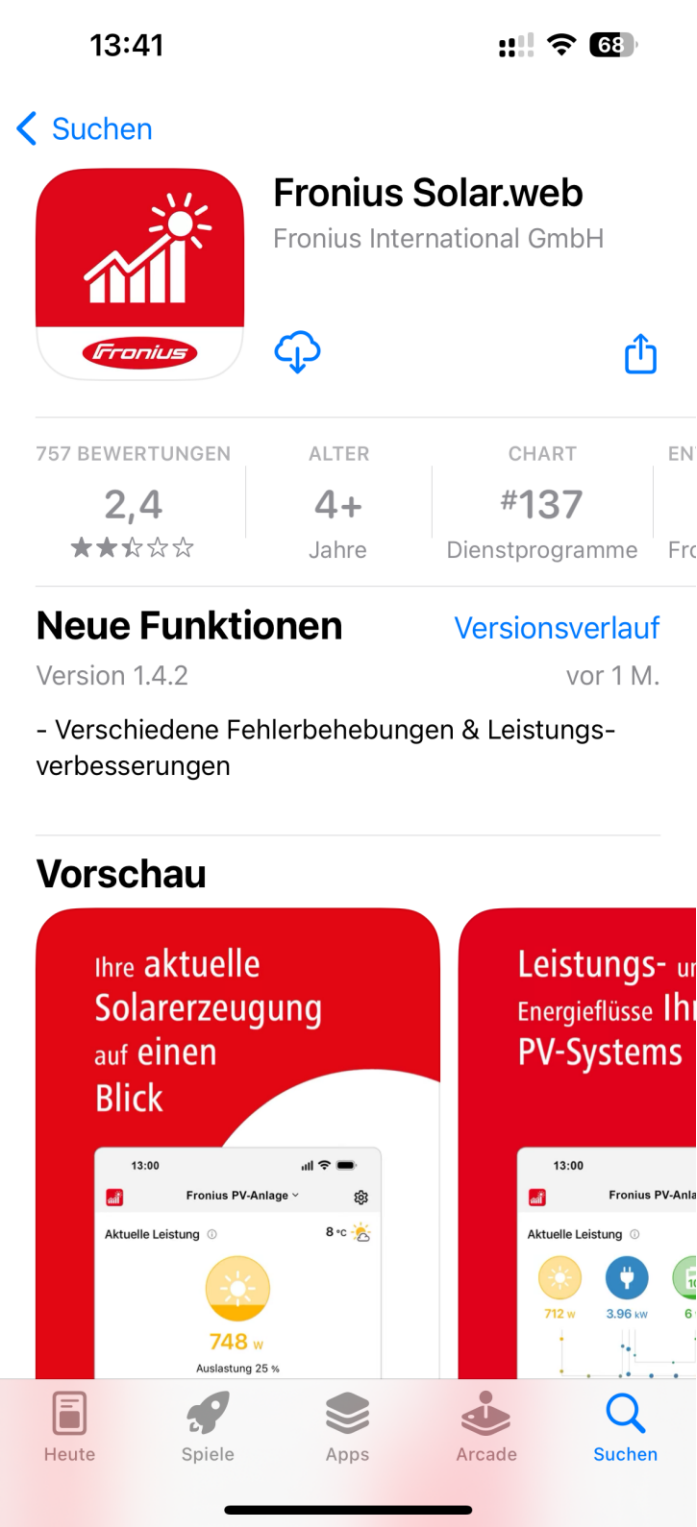 13:41
68
Suchen
Fronius Solar.web
Fronius International GmbH
Fronius
757 BEWERTUNGEN
ALTER
CHART
2,4
4+
#137
Jahre
Dienstprogramme
Neue Funktionen
Versionsverlauf
Version 1.4.2
vor 1 M.
- Verschiedene Fehlerbehebungen & Leistungs-
verbesserungen
Vorschau
Ihre aktuelle
Solarerzeugung
auf einen
Blick
Leistungs-
Energieflüsse
PV-Systems
13:00
Fronius PV-Anlage
Aktuelle Leistung
8 °C
748 W
Auslastung 25 %
13:00
Fronius
Aktuelle Leistung
712 W
3.96 kW
Heute
Spiele
Apps
Arcade
Suchen